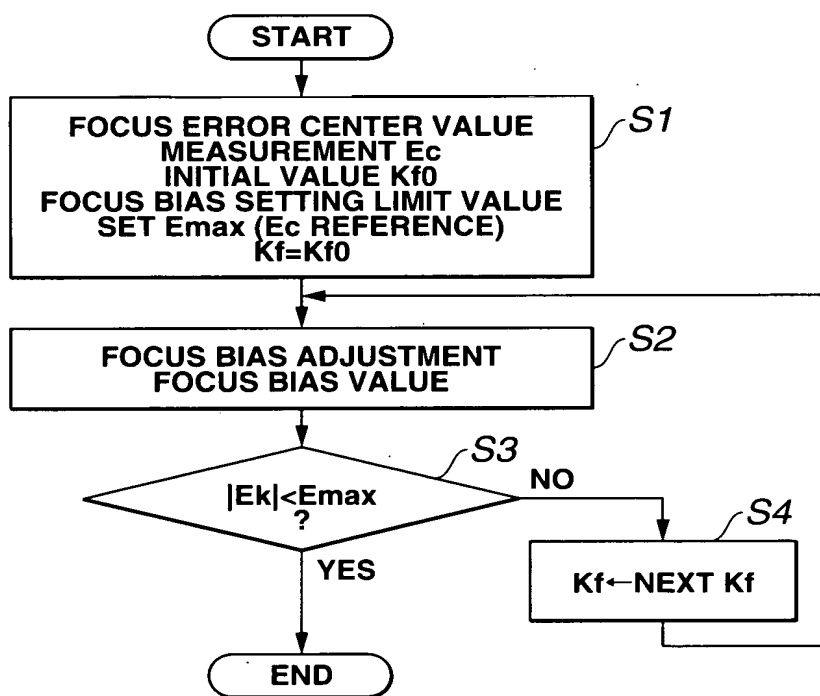 START
S1
FOCUS ERROR CENTER VALUE
MEASUREMENT Ec
INITIAL VALUE Kf0
FOCUS BIAS SETTING LIMIT VALUE
SET Emax (Ec REFERENCE)
Kf=Kf0
S2
FOCUS BIAS ADJUSTMENT
FOCUS BIAS VALUE
S3
|Ek|<Emax
?
NO
YES
S4
Kf←NEXT Kf
END